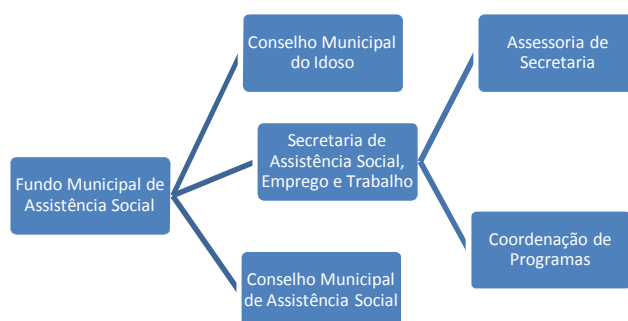 Conselho Municipal
do Idoso
Assessoria de
Secretaria
Secretaria de
Assistência Social,
Emprego e Trabalho
Fundo Municipal de
Assistência Social
Coordenação de
Programas
Conselho Municipal
de Assistência Social